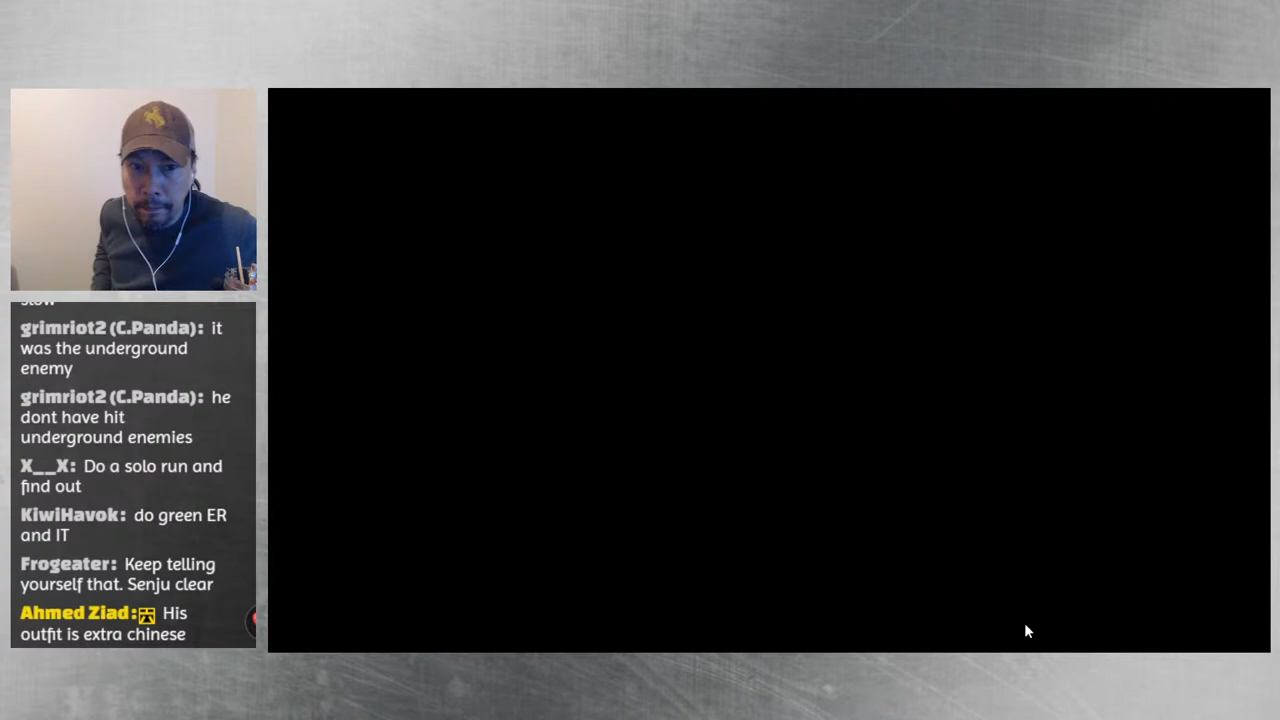 slow
grimriot2 (C.Panda): it
was the underground
enemy
grimriot2 (C.Panda): he
dont have hit
underground enemies
X__X: Do a solo run and
find out
KiwiHavok: do green ER
and IT
Frogeater: Keep telling
yourself that. Senju clear
Ahmed Ziad: His
outfit is extra chinese